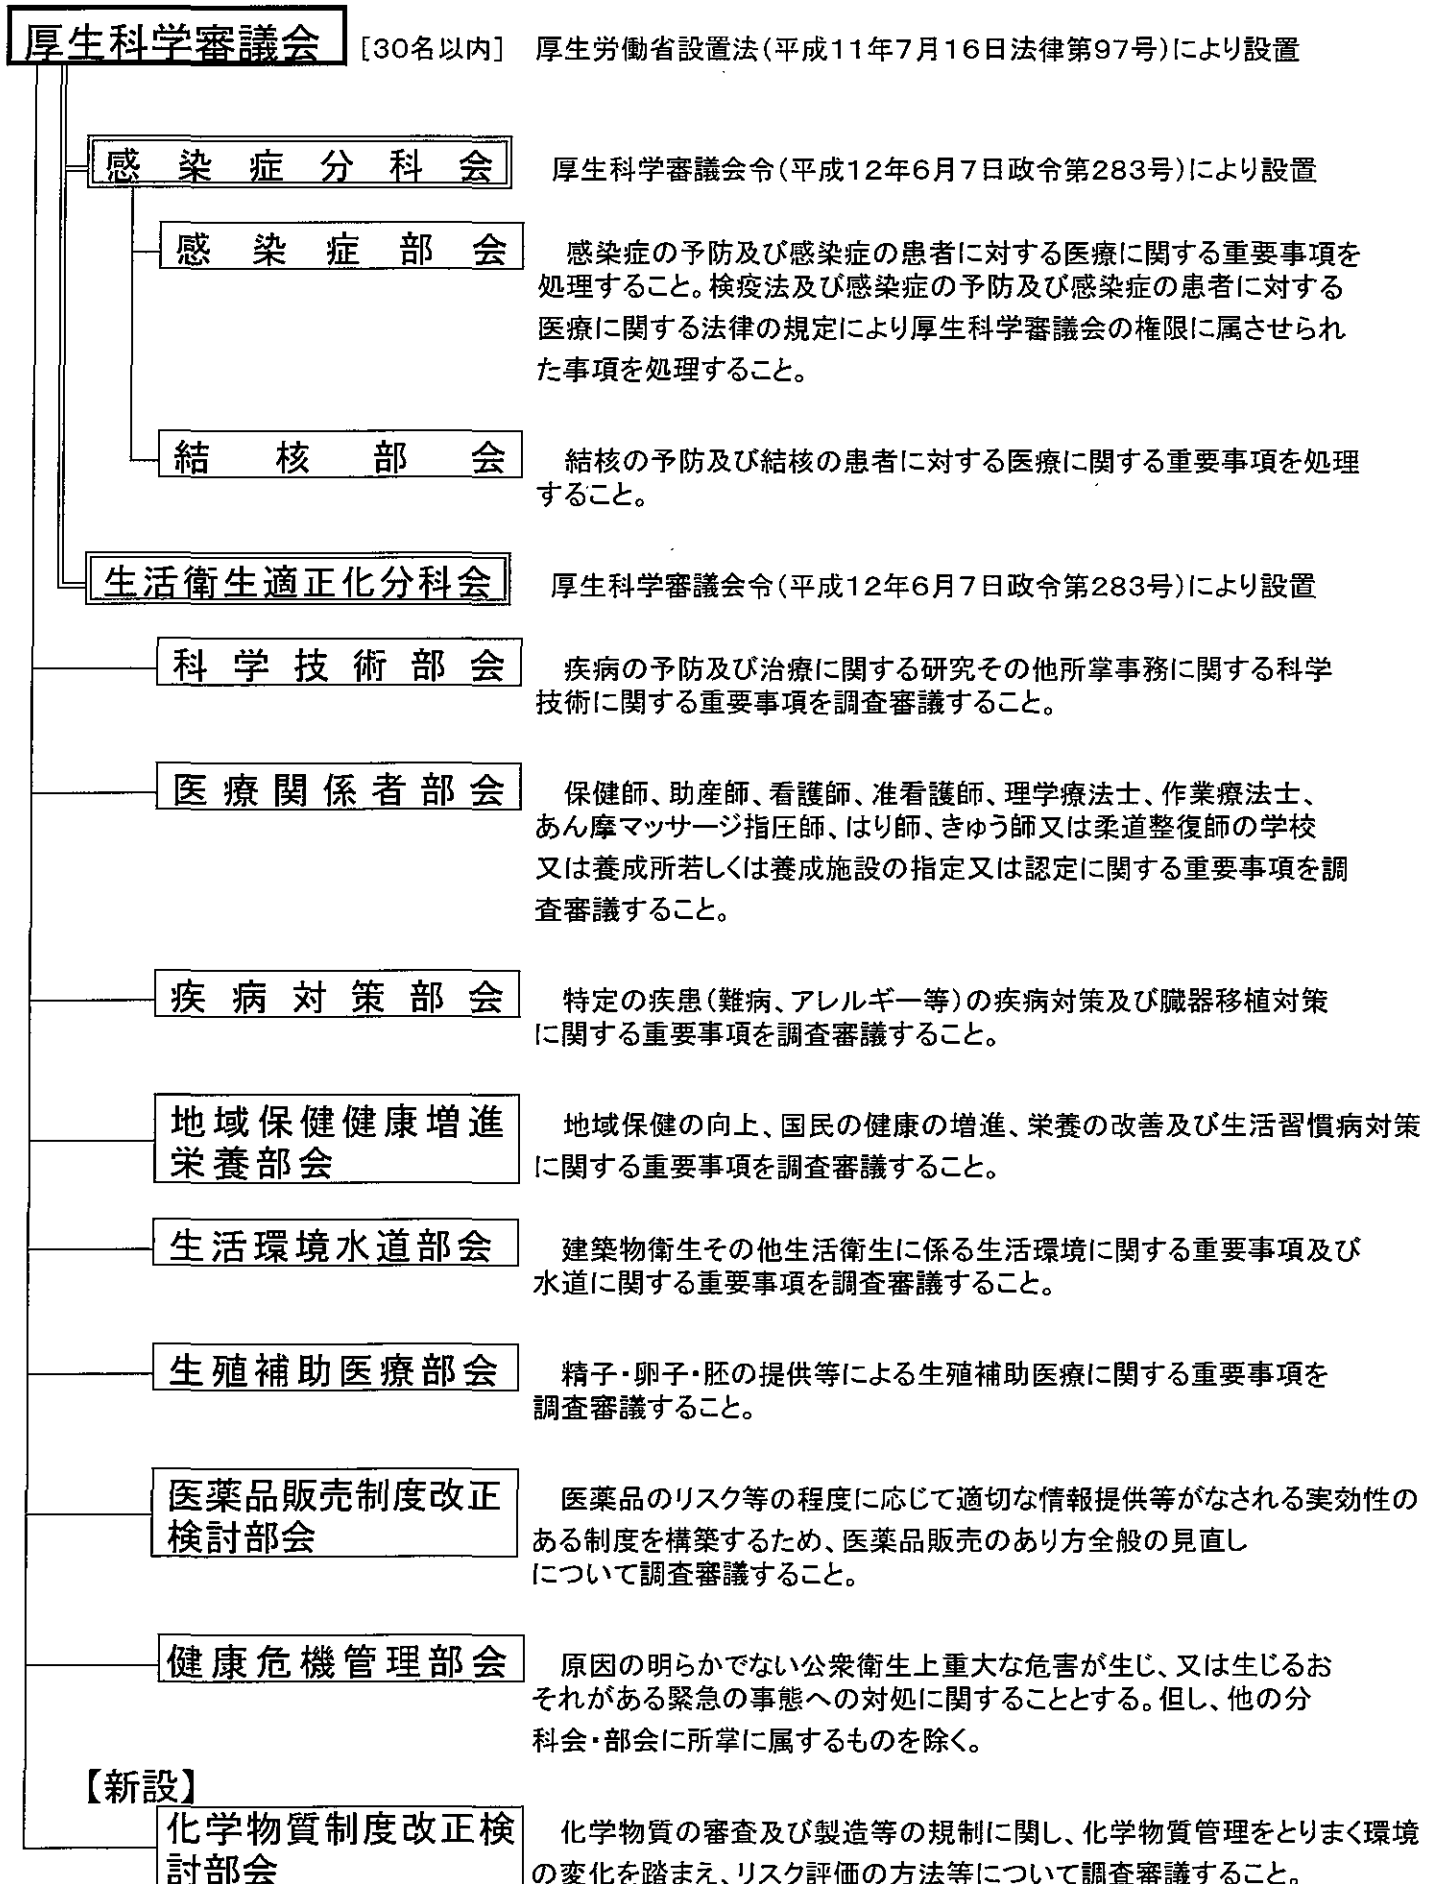 厚生科学審議会 [30名以内] 厚生労働省設置法(平成11年7月16日法律第97号)により設置
感染症分科会 厚生科学審議会令(平成12年6月7日政令第283号)により設置
感染症部会
感染症の予防及び感染症の患者に対する医療に関する重要事項を
処理すること。検疫法及び感染症の予防及び感染症の患者に対する
医療に関する法律の規定により厚生科学審議会の権限に属させられ
た事項を処理すること。
結核部会
結核の予防及び結核の患者に対する医療に関する重要事項を処理
すること。
生活衛生適正化分科会 厚生科学審議会令(平成12年6月7日政令第283号)により設置
科学技術部会
疾病の予防及び治療に関する研究その他所掌事務に関する科学
技術に関する重要事項を調査審議すること。
医療関係者部会
保健師、助産師、看護師、准看護師、理学療法士、作業療法士、
あん摩マッサージ指圧師、はり師、きゅう師又は柔道整復師の学校
又は養成所若しくは養成施設の指定又は認定に関する重要事項を調
査審議すること。
疾病対策部会
特定の疾患(難病、アレルギー等)の疾病対策及び臓器移植対策
に関する重要事項を調査審議すること。
地域保健健康増進
栄養部会
地域保健の向上、国民の健康の増進、栄養の改善及び生活習慣病対策
に関する重要事項を調査審議すること。
生活環境水道部会
建築物衛生その他生活衛生に係る生活環境に関する重要事項及び
水道に関する重要事項を調査審議すること。
生殖補助医療部会
精子・卵子・胚の提供等による生殖補助医療に関する重要事項を
調査審議すること。
医薬品販売制度改正
検討部会
医薬品のリスク等の程度に応じて適切な情報提供等がなされる実効性の
ある制度を構築するため、医薬品販売のあり方全般の見直し
について調査審議すること。
健康危機管理部会
原因の明らかでない公衆衛生上重大な危害が生じ、又は生じるお
それがある緊急の事態への対処に関することとする。但し、他の分
科会・部会に所掌に属するものを除く。
【新設】
化学物質制度改正検
討部会
化学物質の審査及び製造等の規制に関し、化学物質管理をとりまく環境
の変化を踏まえ、リスク評価の方法等について調査審議すること。